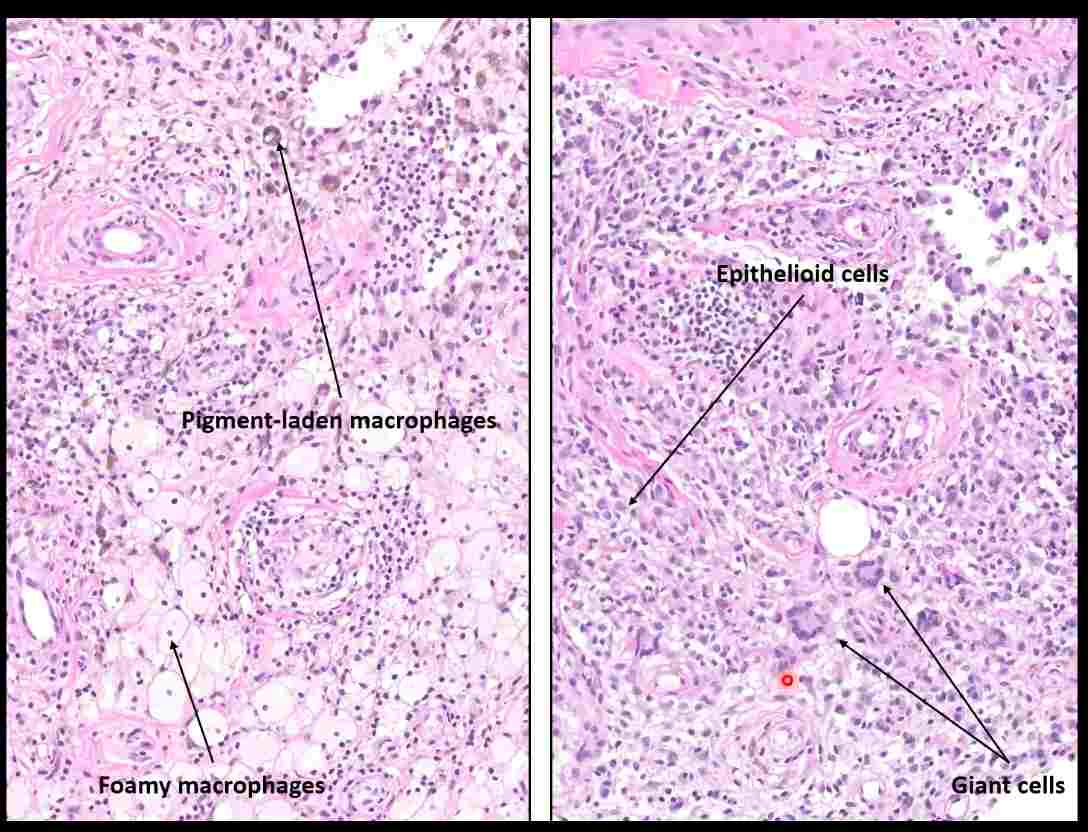 Pigment-laden macrophages
Foamy macrophages
Epithelioid cells
Giant cells